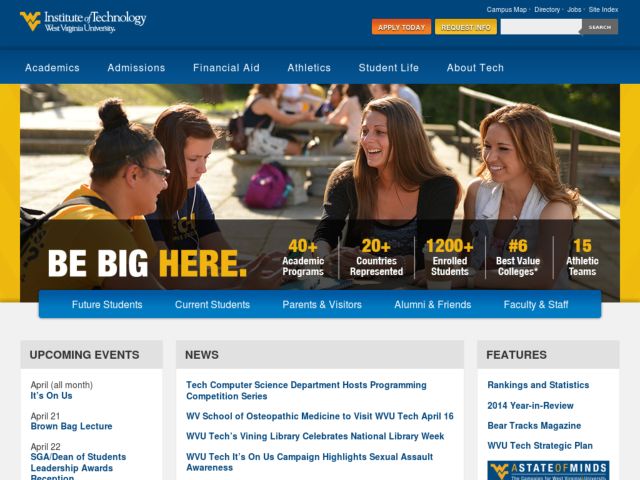 Campus Map · Directory · Jobs · Site Index
WV Institute of Technology
West Virginia University.
APPLY TODAY
REQUEST INFO
SEARCH
Academics
Admissions
Financial Aid
Athletics
Student Life
About Tech
BE BIG HERE.
40+
Academic
Programs
20+
Countries
Represented
1200+
Enrolled
Students
#6
Best Value
Colleges*
15
Athletic
Teams
Future Students
Current Students
Parents & Visitors
Alumni & Friends
Faculty & Staff
UPCOMING EVENTS
April (all month)
It's On Us
April 21
Brown Bag Lecture
April 22
SGA/Dean of Students
Leadership Awards
Reception
NEWS
Tech Computer Science Department Hosts Programming
Competition Series
WV School of Osteopathic Medicine to Visit WVU Tech April 16
WVU Tech's Vining Library Celebrates National Library Week
WVU Tech It's On Us Campaign Highlights Sexual Assault
Awareness
FEATURES
Rankings and Statistics
2014 Year-in-Review
Bear Tracks Magazine
WVU Tech Strategic Plan
A STATE OF MINDS
The Campaign for West Virginia's University